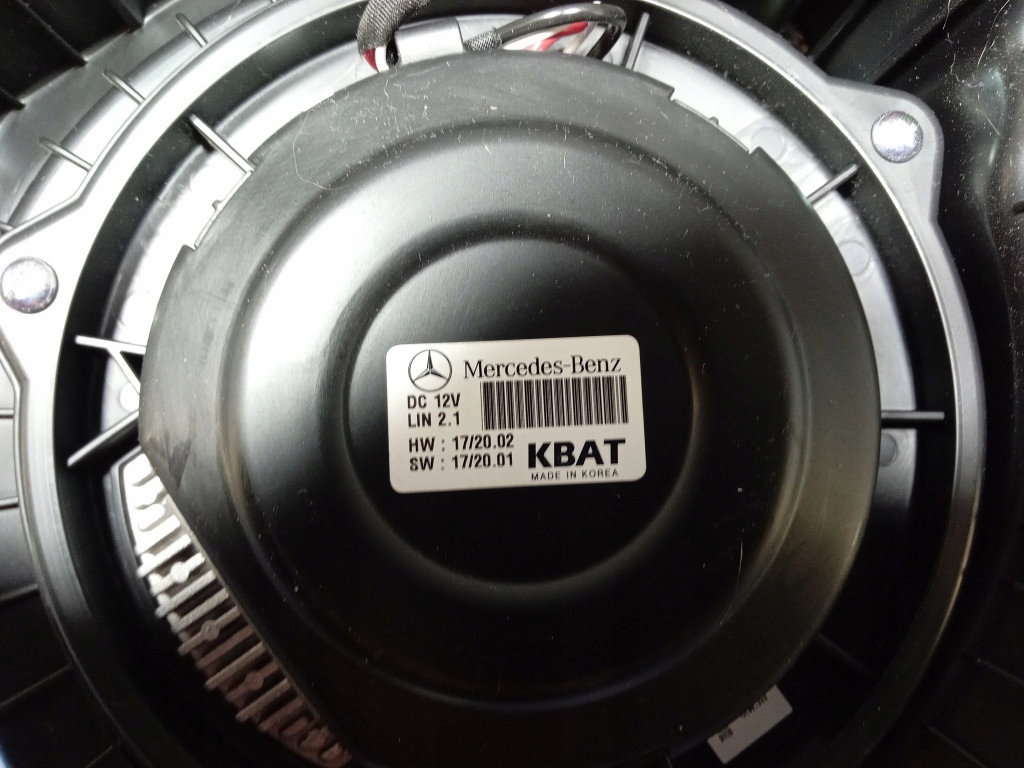 Mercedes-Benz
DC 12V
LIN 2.1
HW : 17/20.02
SW : 17/20.01
KBAT
MADE IN KOREA